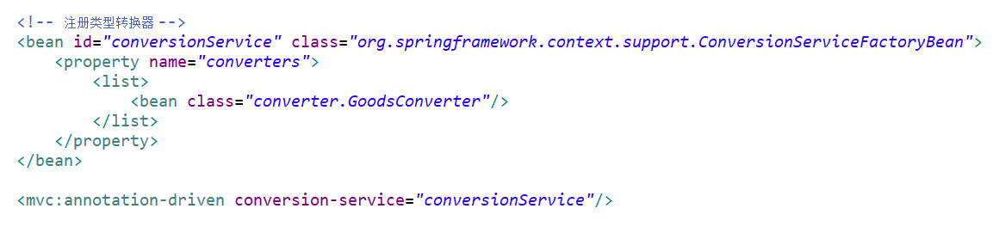 <!-- 注册类型转换器 -->
<bean id="conversionService" class="org.springframework.context.support.ConversionServiceFactoryBean">
    <property name="converters">
        <list>
            <bean class="converter.GoodsConverter"/>
        </list>
    </property>
</bean>

<mvc:annotation-driven conversion-service="conversionService"/>